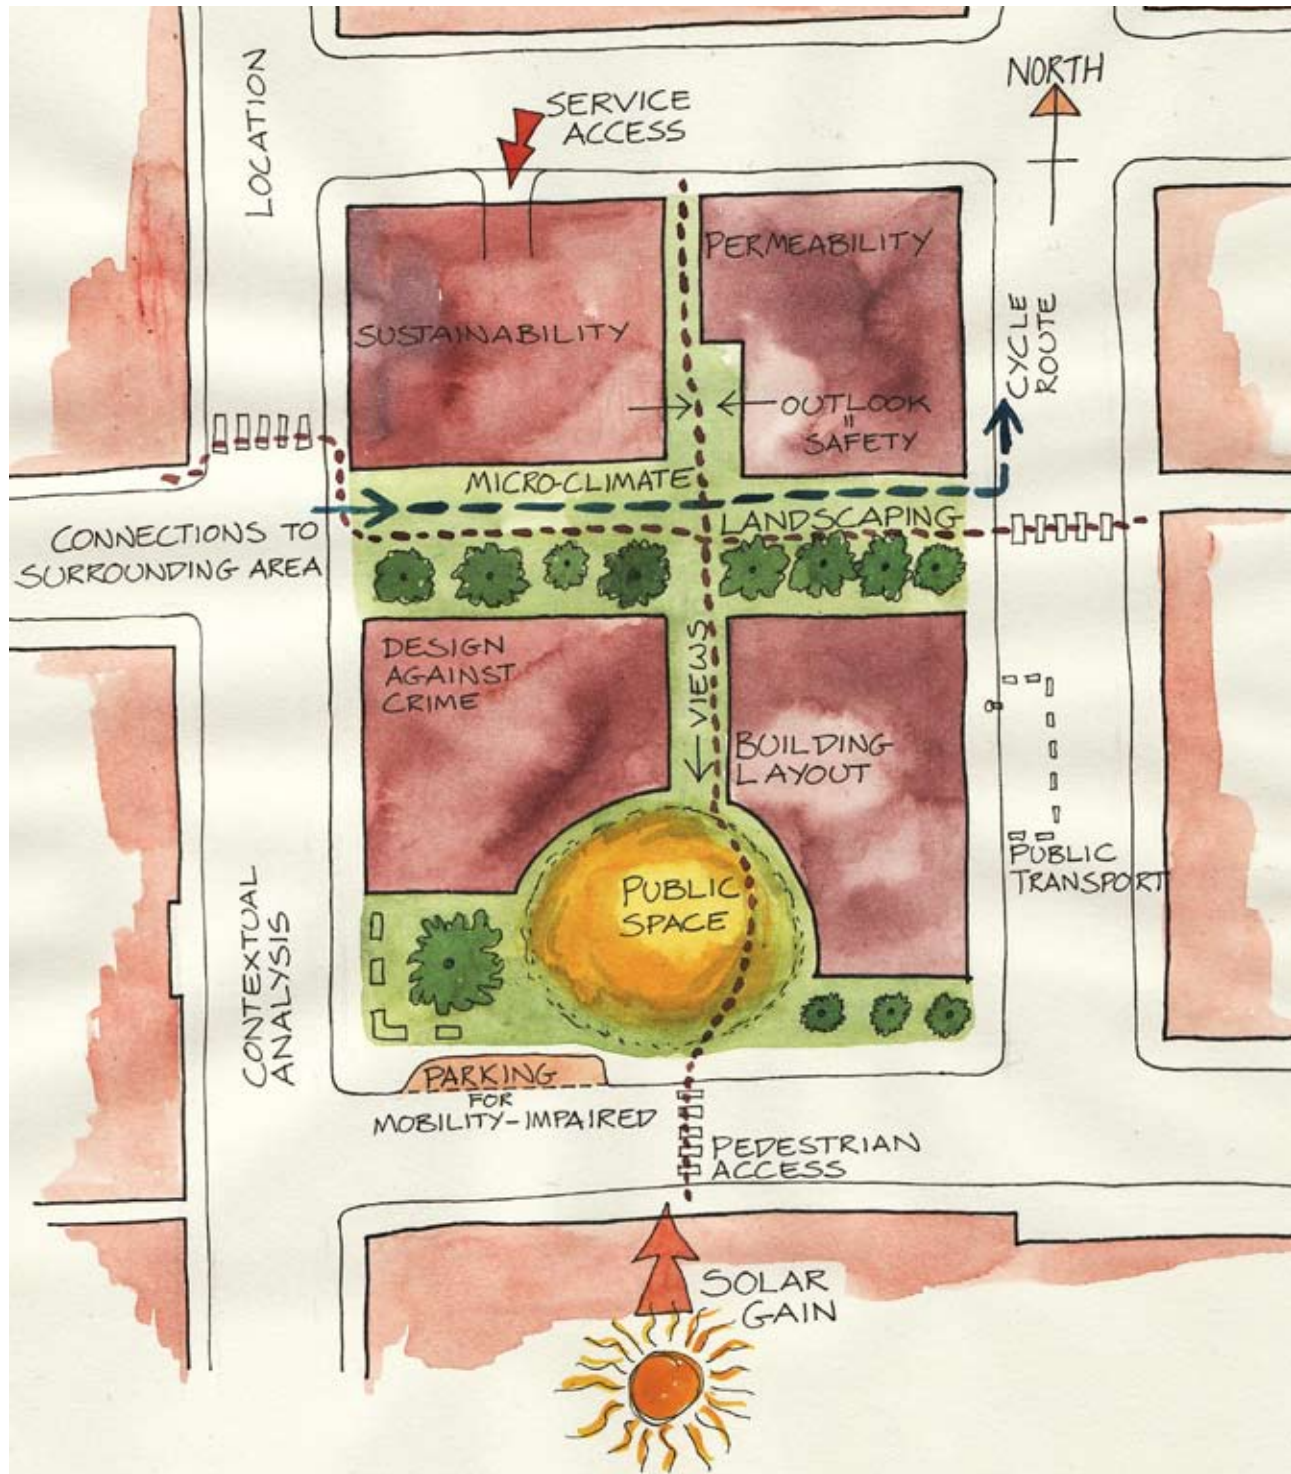 LOCATION
SERVICE
ACCESS
NORTH
PERMEABILITY
SUSTAINABILITY
CYCLE
ROUTE
OUTLOOK
=
SAFETY
MICRO-CLIMATE
LANDSCAPING
CONNECTIONS TO
SURROUNDING AREA
DESIGN
AGAINST
CRIME
VIEWS
BUILDING
LAYOUT
PUBLIC
TRANSPORT
PUBLIC
SPACE
CONTEXTUAL
ANALYSIS
PARKING
FOR
MOBILITY-IMPAIRED
PEDESTRIAN
ACCESS
SOLAR
GAIN